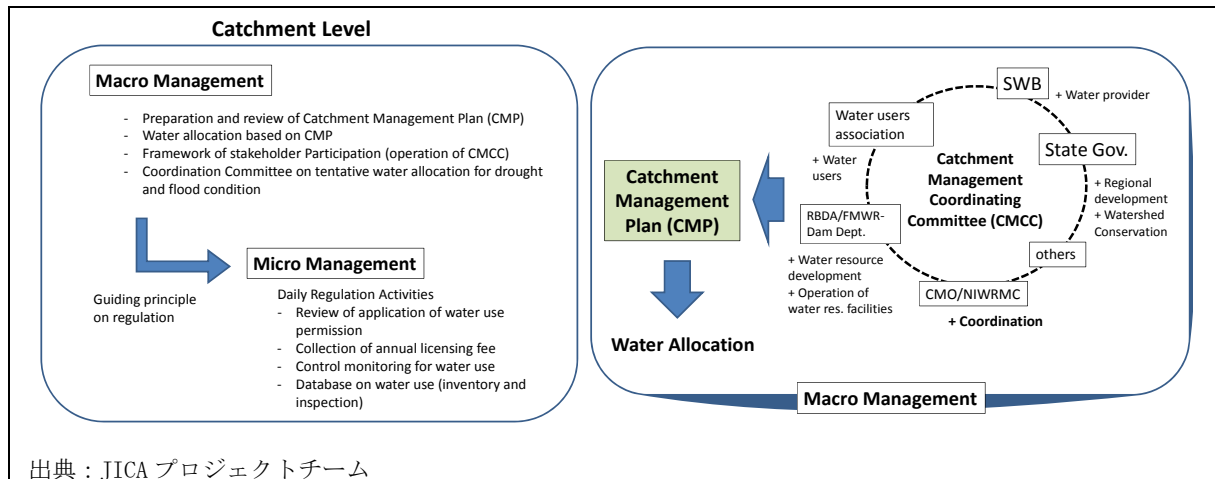 Catchment Level
Macro Management
- Preparation and review of Catchment Management Plan (CMP)
- Water allocation based on CMP
- Framework of stakeholder Participation (operation of CMCC)
- Coordination Committee on tentative water allocation for drought
and flood condition
Guiding principle
on regulation
Micro Management
Daily Regulation Activities
- Review of application of water use
permission
- Collection of annual licensing fee
- Control monitoring for water use
- Database on water use (inventory and
inspection)
Catchment
Management
Plan (CMP)
Water Allocation
SWB
+ Water provider
Water users
association
+ Water
users
State Gov.
+ Regional
development
+ Watershed
Conservation
Catchment
Management
Coordinating
Committee (CMCC)
RBDA/FMWR-
Dam Dept.
+ Water resource
development
+ Operation of
water res. facilities
others
CMO/NIWRMC
+ Coordination
Macro Management
出典：JICA プロジェクトチーム